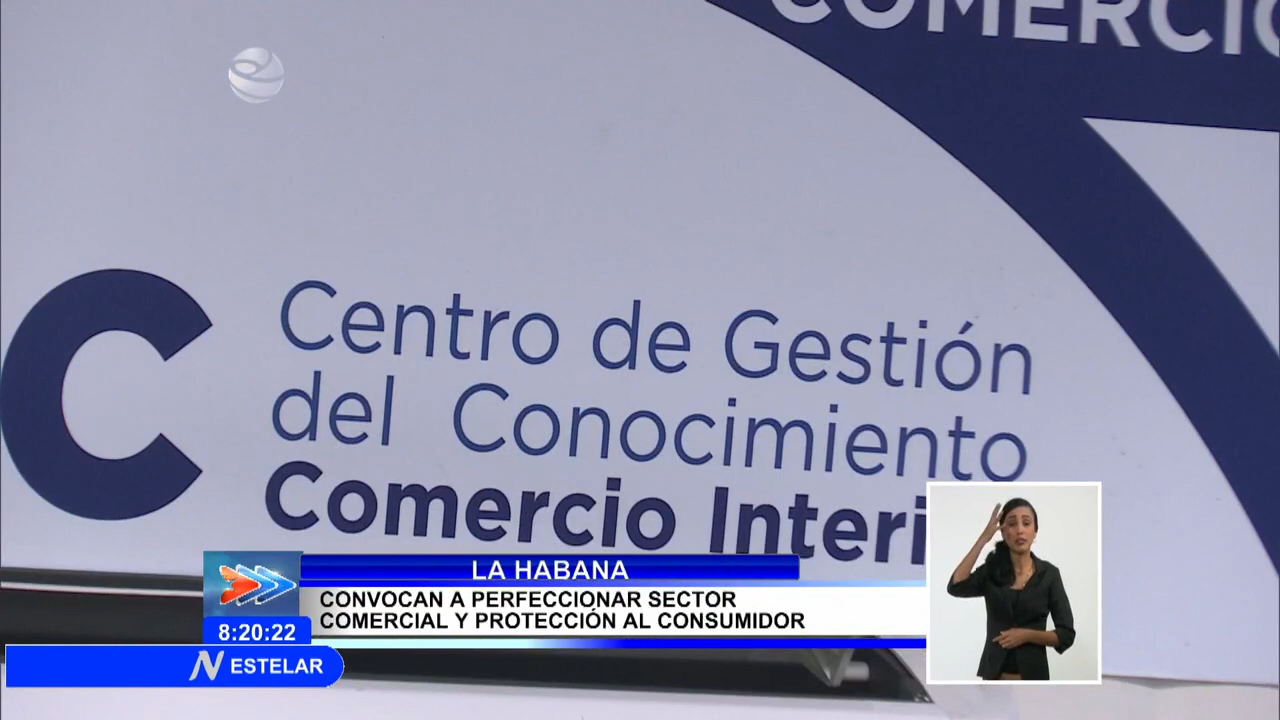 COMERCIO
C
Centro de Gestión
del Conocimiento
Comercio Interi
LA HABANA
CONVOCAN A PERFECCIONAR SECTOR
COMERCIAL Y PROTECCIÓN AL CONSUMIDOR
8:20:22
N ESTELAR